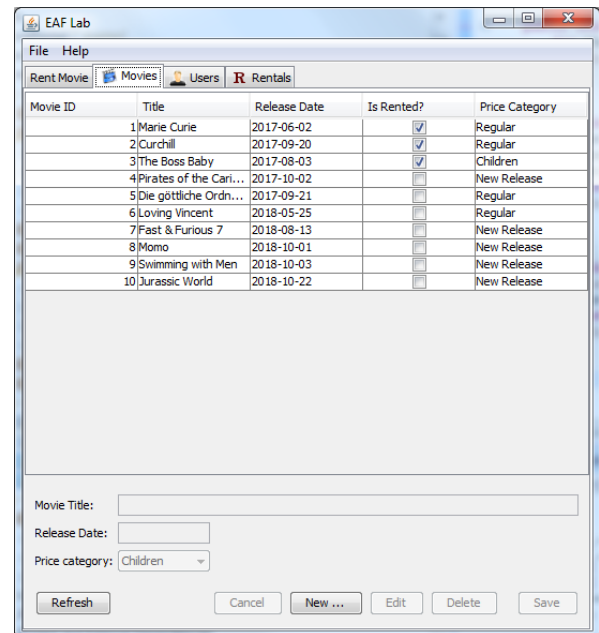 EAF Lab
File Help
Rent Movie Movies Users R Rentals
Movie ID Title Release Date Is Rented? Price Category
1 Marie Curie 2017-06-02 Regular
2 Curchill 2017-09-20 Regular
3 The Boss Baby 2017-08-03 Children
4 Pirates of the Cari... 2017-10-02 New Release
5 Die göttliche Ordn... 2017-09-21 Regular
6 Loving Vincent 2018-05-25 Regular
7 Fast & Furious 7 2018-08-13 New Release
8 Momo 2018-10-01 New Release
9 Swimming with Men 2018-10-03 New Release
10 Jurassic World 2018-10-22 New Release
Movie Title:
Release Date:
Price category: Children
Refresh Cancel New ... Edit Delete Save